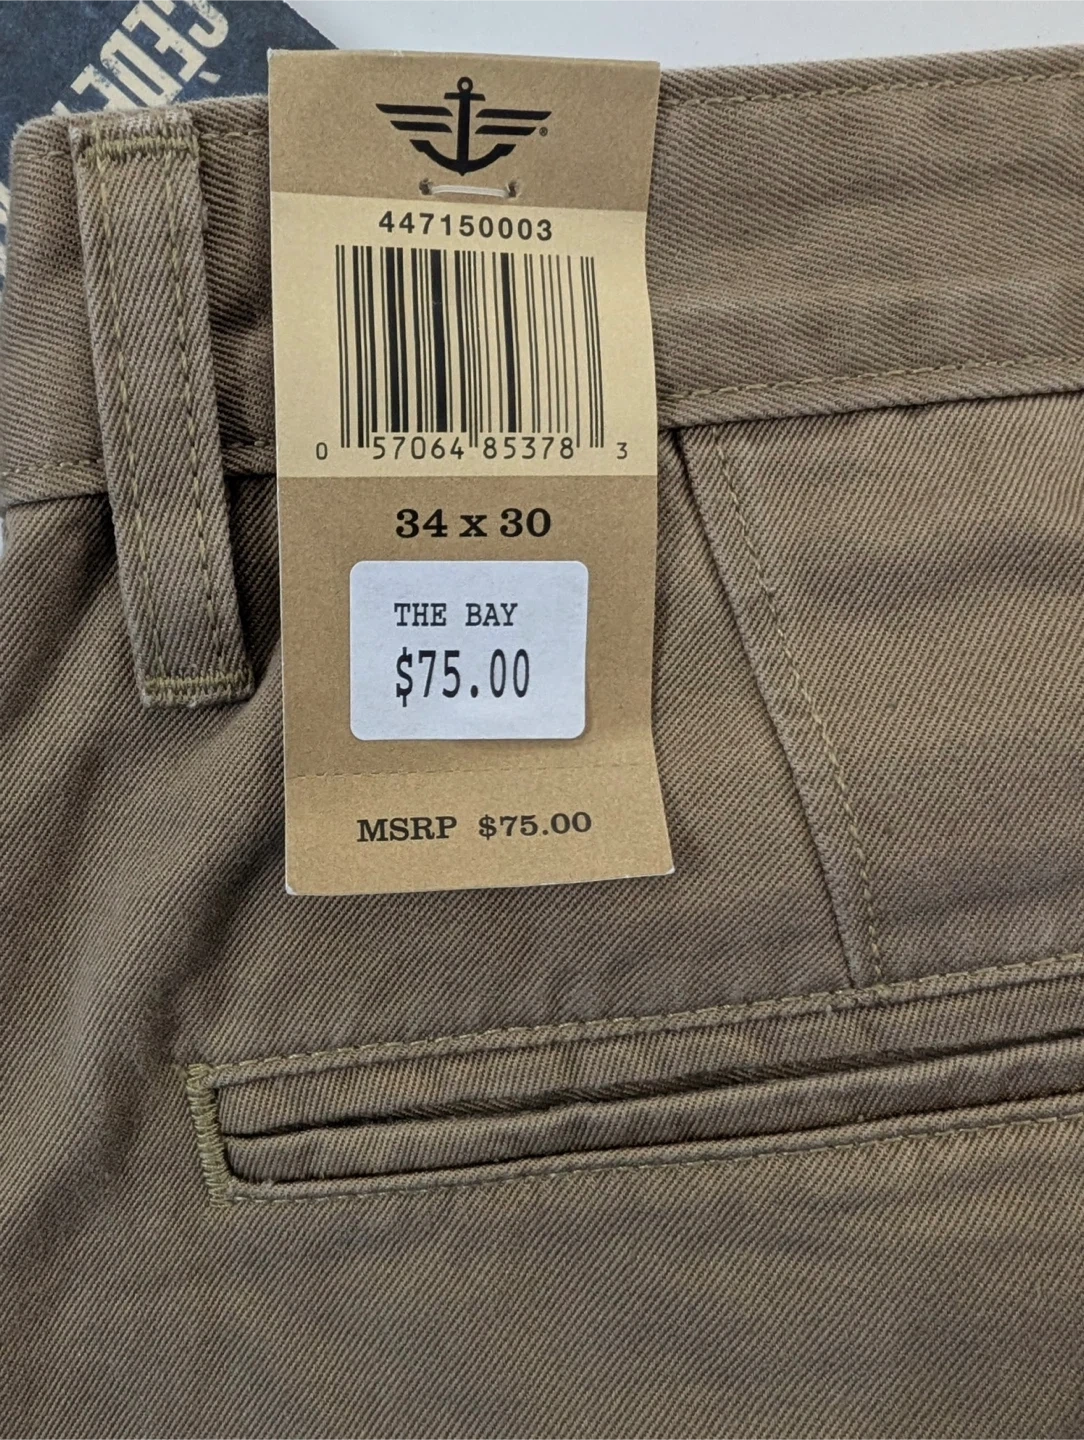 447150003
0 57064 85378 3
34 x 30
THE BAY
$75.00
MSRP $75.00